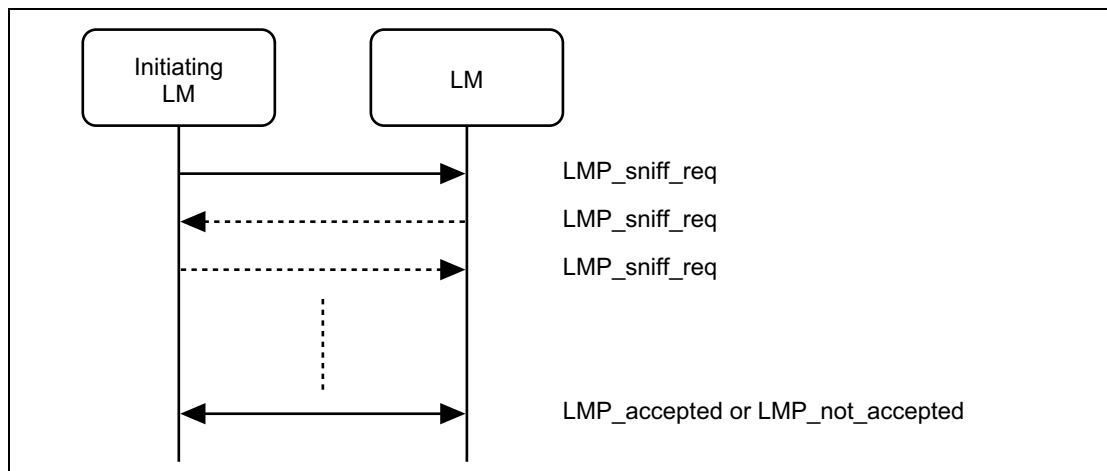 Initiating
LM
LM
LMP_sniff_req
LMP_sniff_req
LMP_sniff_req
LMP_accepted or LMP_not_accepted